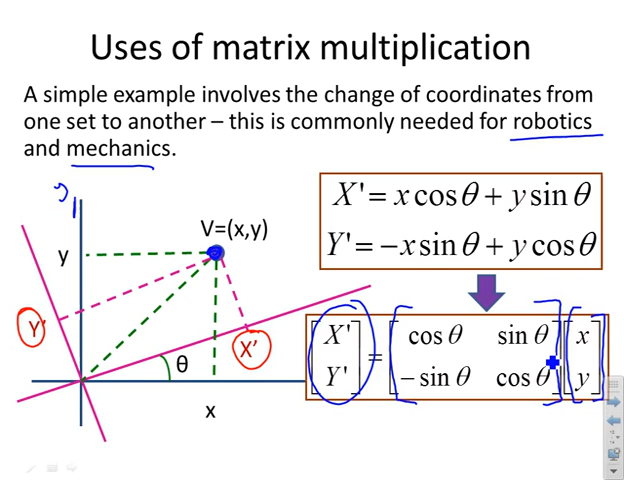 Uses of matrix multiplication
A simple example involves the change of coordinates from
one set to another – this is commonly needed for robotics
and mechanics.
y
V=(x,y)
y
Y'
X'
θ
x
X' = x cos θ + y sin θ
Y' = −x sin θ + y cos θ
[X'] = [cos θ sin θ] [x]
[Y'] [−sin θ cos θ] [y]